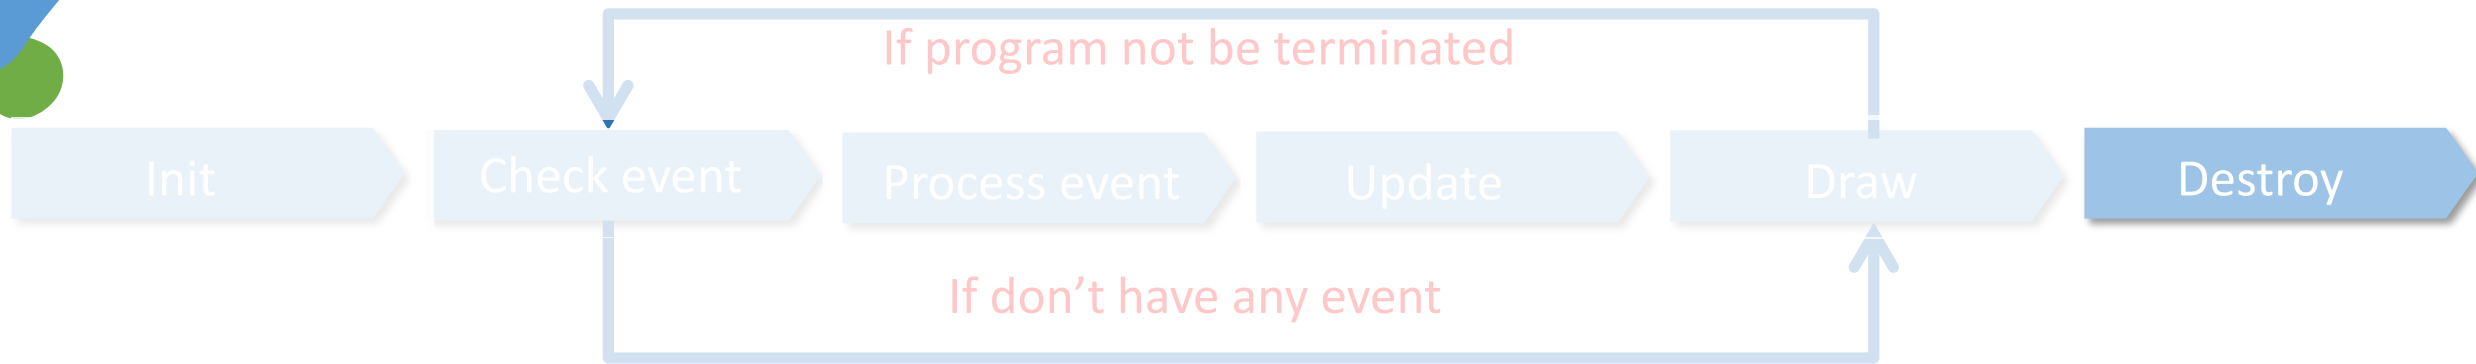 If program not be terminated
Init
Check event
Process event
Update
Draw
Destroy
If don’t have any event